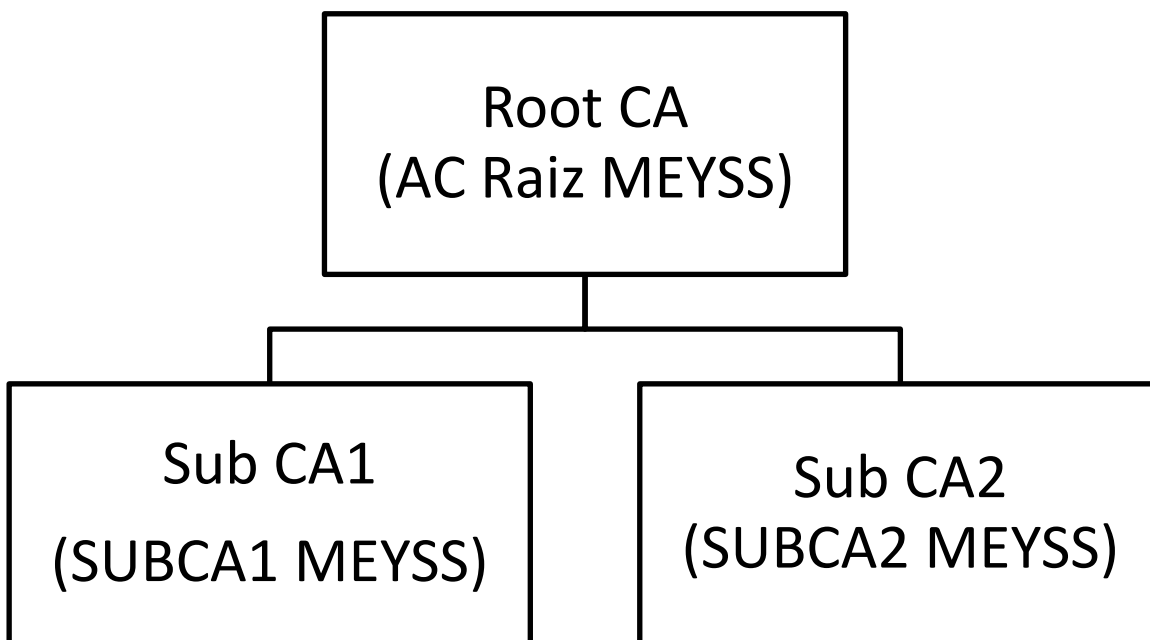 Root CA
(AC Raiz MEYSS)
Sub CA1
(SUBCA1 MEYSS)
Sub CA2
(SUBCA2 MEYSS)